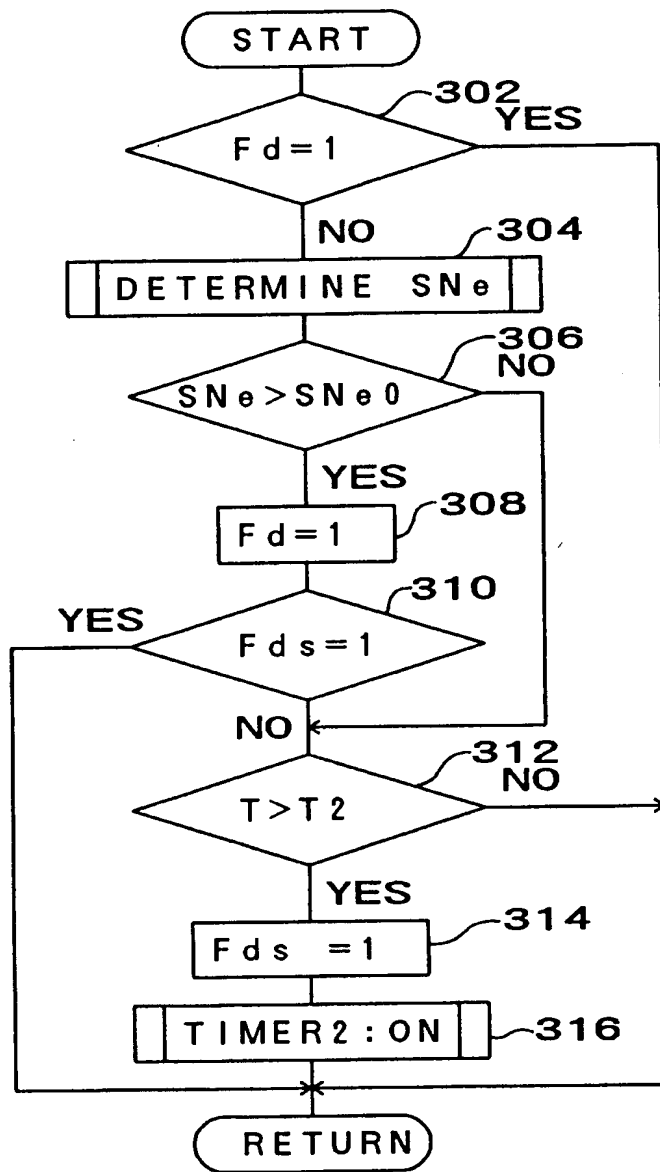 START
302
YES
Fd=1
NO
304
DETERMINE SNe
306
NO
SNe>SNe0
YES
308
Fd=1
310
YES
Fds=1
NO
312
NO
T>T2
YES
314
Fds =1
TIMER2:ON
316
RETURN